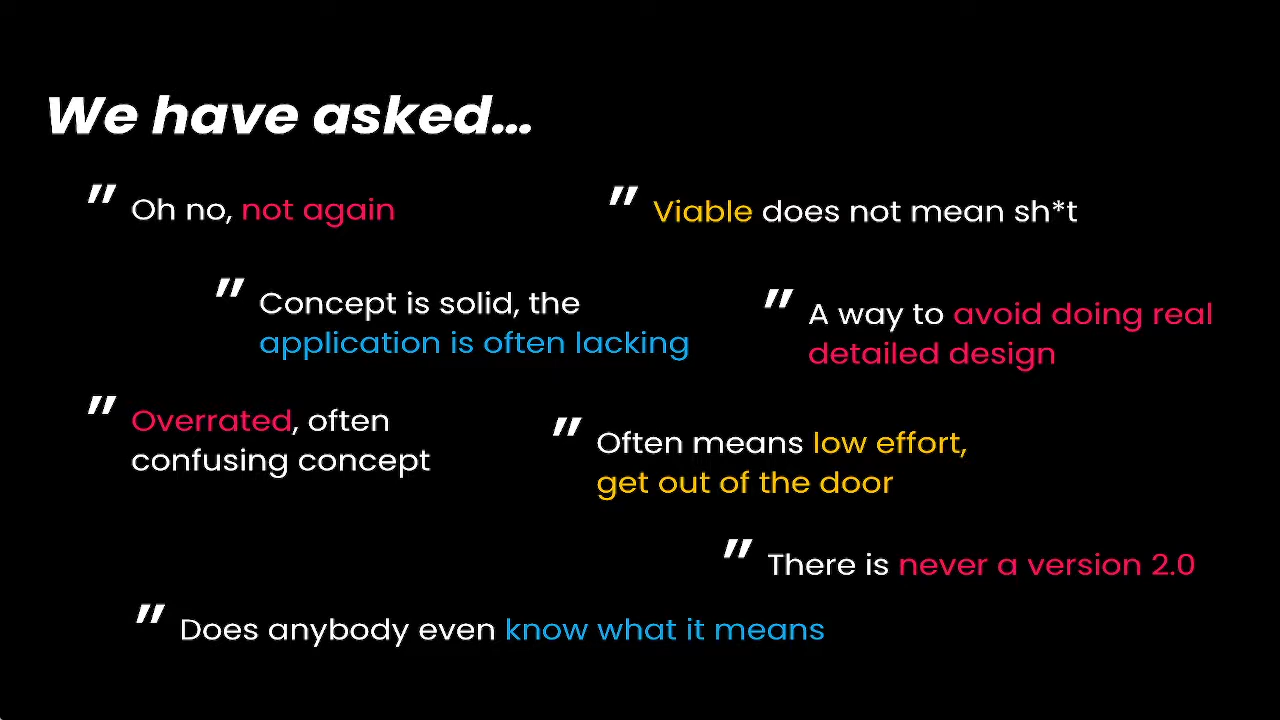 We have asked...
" Oh no, not again
" Viable does not mean sh*t
" Concept is solid, the
application is often lacking
" A way to avoid doing real
detailed design
" Overrated, often
confusing concept
" Often means low effort,
get out of the door
" There is never a version 2.0
" Does anybody even know what it means